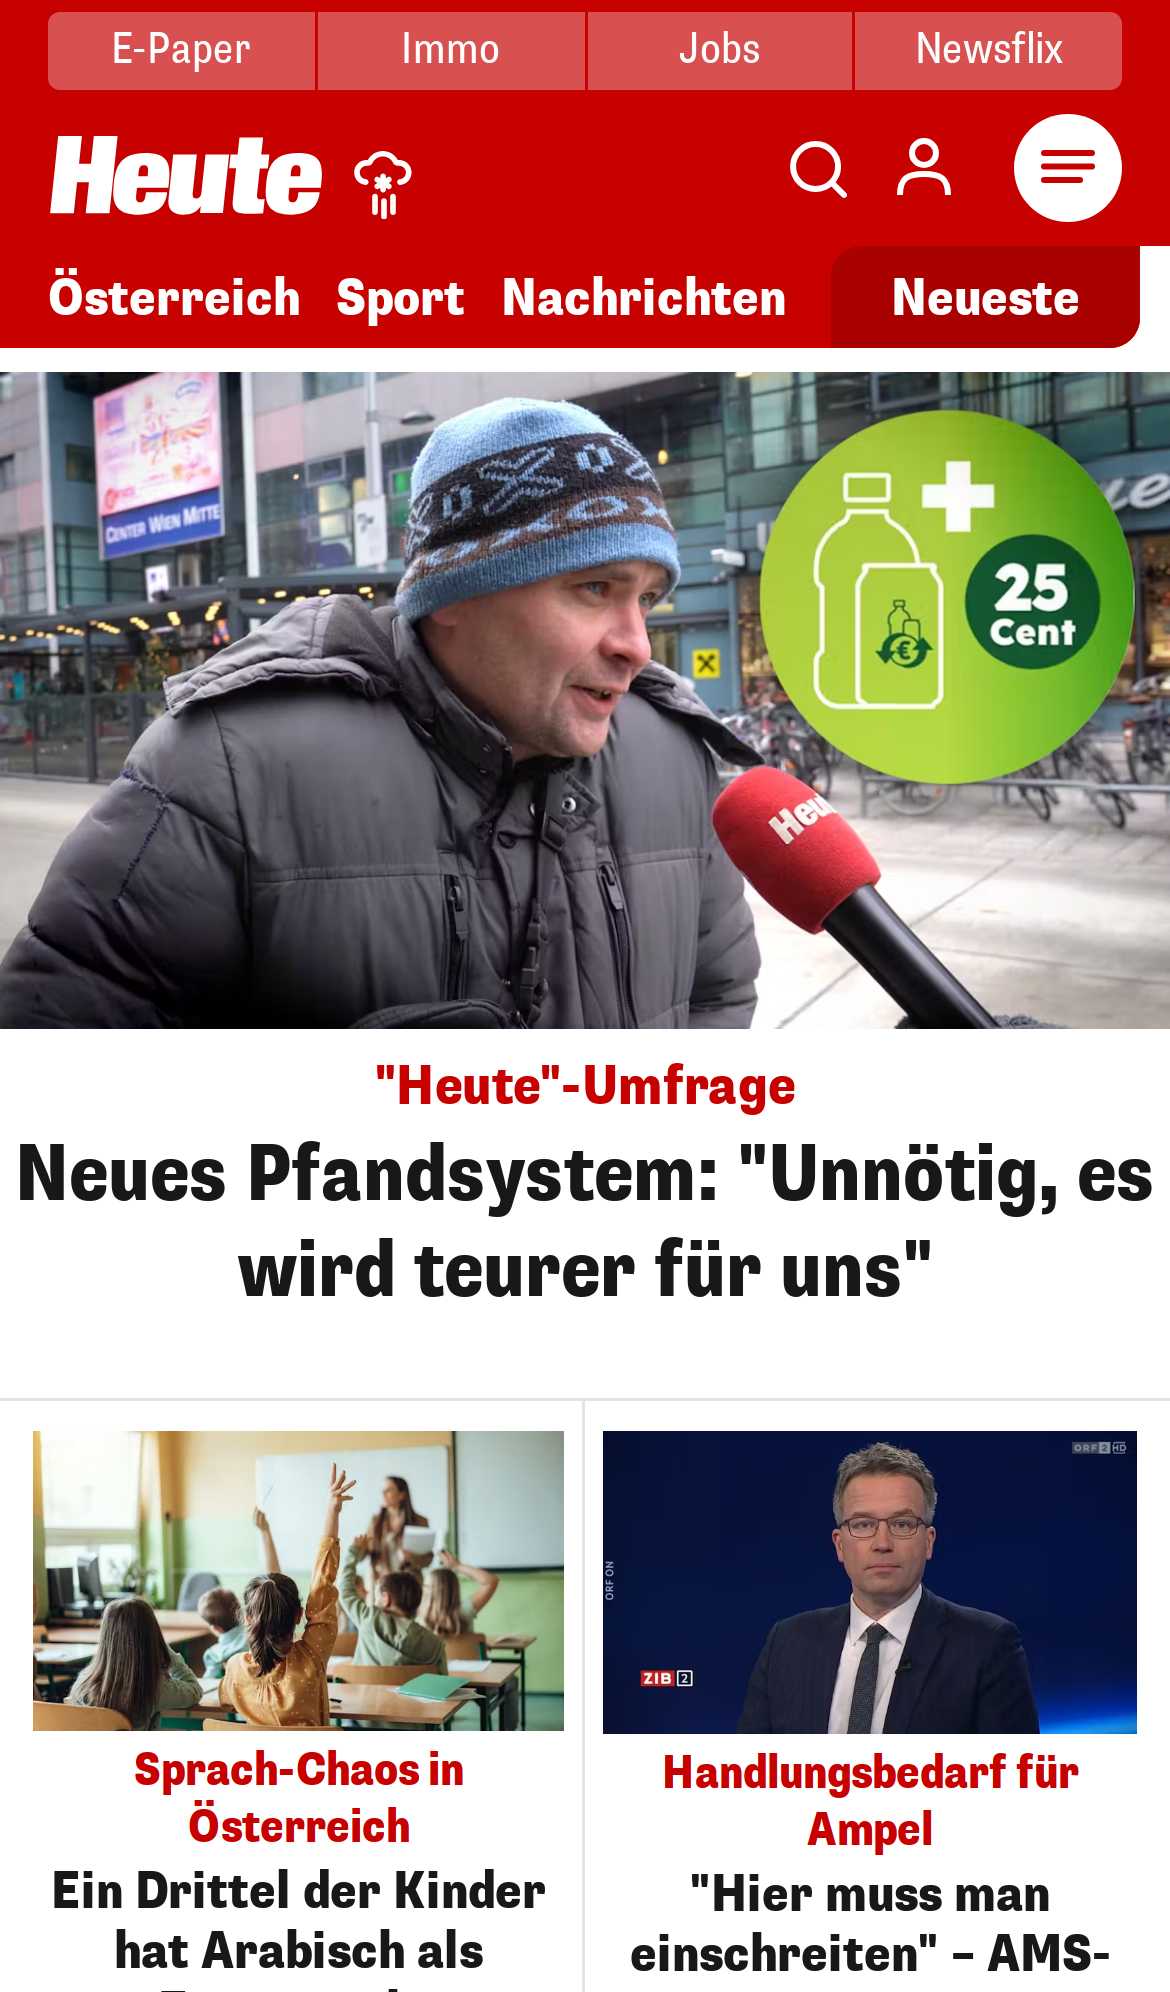 E-Paper
Immo
Jobs
Newsflix
Heute
Österreich
Sport
Nachrichten
Neueste
CENTER WIEN MITTE
25
Cent
€
"Heute"-Umfrage
Neues Pfandsystem: "Unnötig, es
wird teurer für uns"
Sprach-Chaos in
Österreich
Ein Drittel der Kinder
hat Arabisch als
ORF 2 HD
ORF ON
ZIB 2
Handlungsbedarf für
Ampel
"Hier muss man
einschreiten" – AMS-